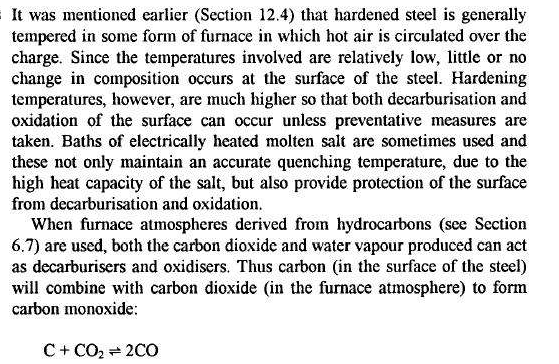 It was mentioned earlier (Section 12.4) that hardened steel is generally
tempered in some form of furnace in which hot air is circulated over the
charge. Since the temperatures involved are relatively low, little or no
change in composition occurs at the surface of the steel. Hardening
temperatures, however, are much higher so that both decarburisation and
oxidation of the surface can occur unless preventative measures are
taken. Baths of electrically heated molten salt are sometimes used and
these not only maintain an accurate quenching temperature, due to the
high heat capacity of the salt, but also provide protection of the surface
from decarburisation and oxidation.
When furnace atmospheres derived from hydrocarbons (see Section
6.7) are used, both the carbon dioxide and water vapour produced can act
as decarburisers and oxidisers. Thus carbon (in the surface of the steel)
will combine with carbon dioxide (in the furnace atmosphere) to form
carbon monoxide:
C + CO₂ ⇌ 2CO